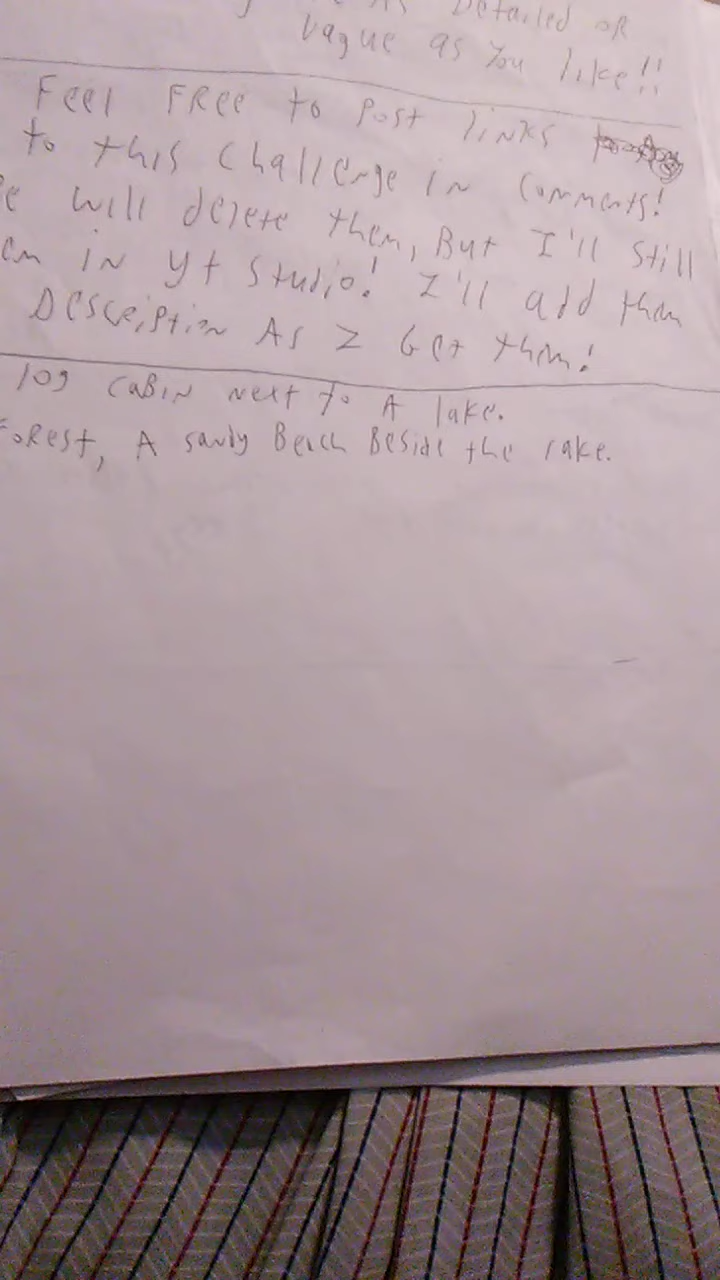 As Detailed or
vague as you like!!
Feel Free to Post links
to this challenge in comments!
will delete them, But I'll still
in yt studio! I'll add them
Description As I Get them!
log cabin next to A lake.
Forest, A sandy Beach Beside the lake.